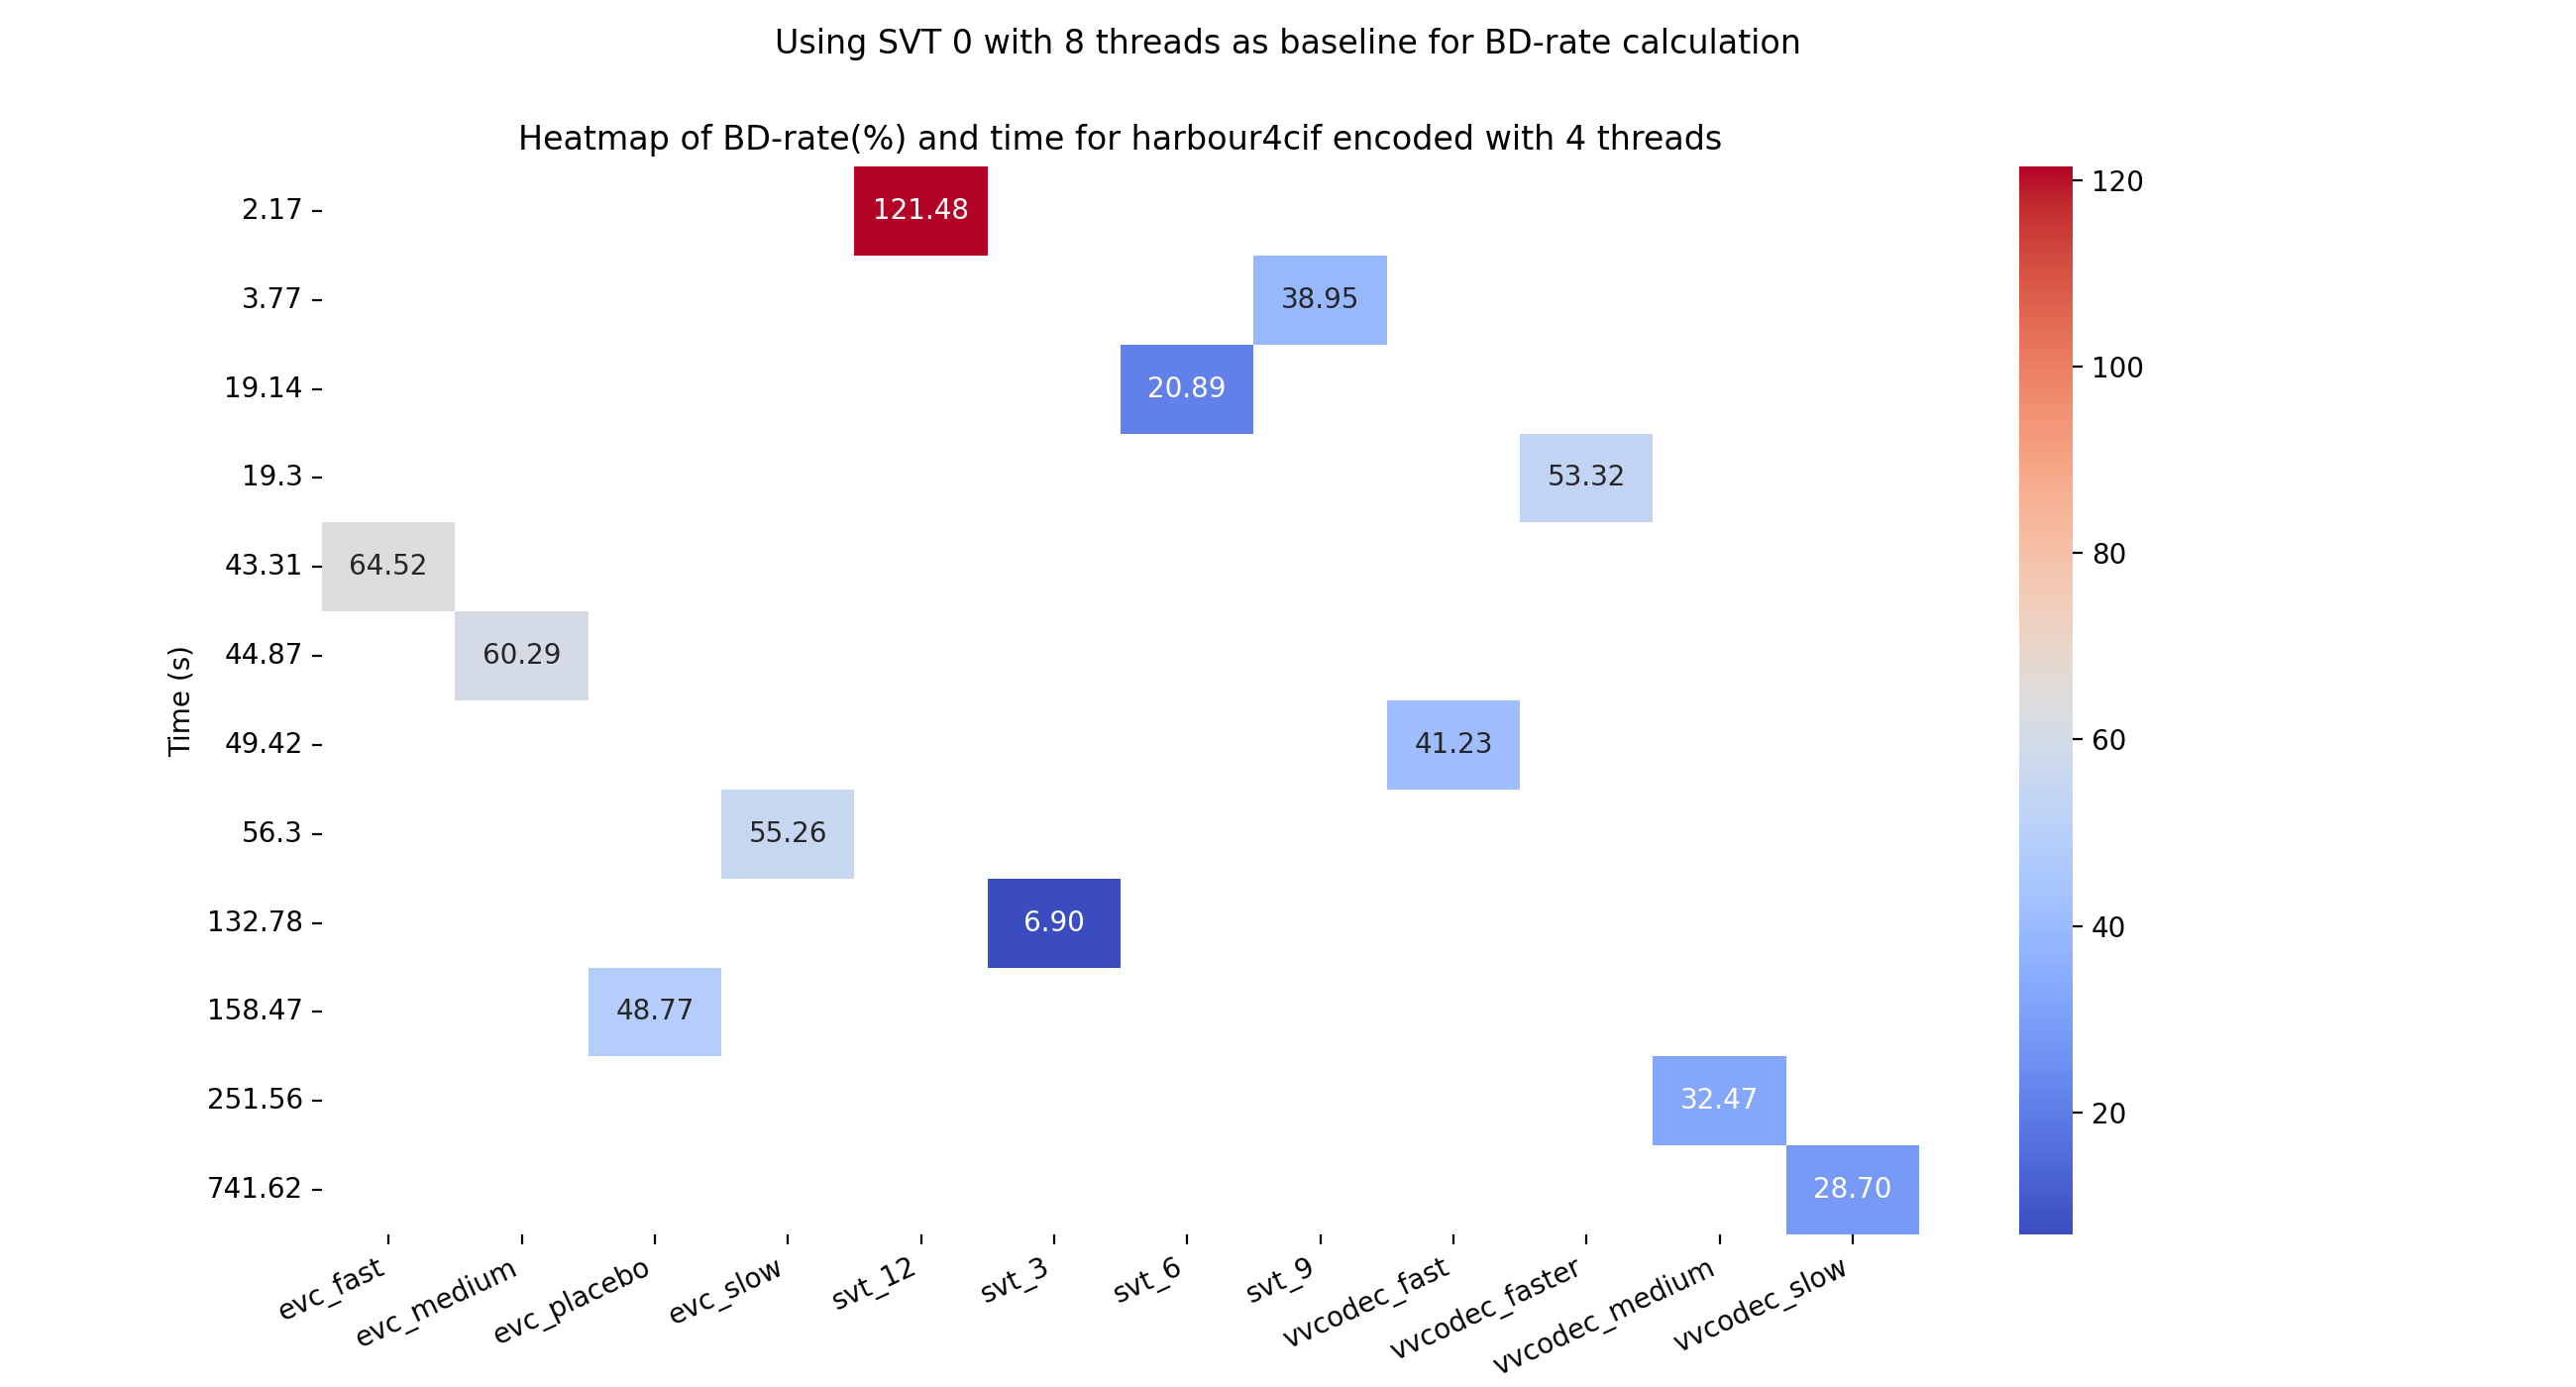 Using SVT 0 with 8 threads as baseline for BD-rate calculation
Heatmap of BD-rate(%) and time for harbour4cif encoded with 4 threads
2.17
121.48
3.77
38.95
19.14
20.89
19.3
53.32
43.31
64.52
44.87
60.29
49.42
41.23
56.3
55.26
132.78
6.90
158.47
48.77
251.56
32.47
741.62
28.70
Time (s)
evc_fast
evc_medium
evc_placebo
evc_slow
svt_12
svt_3
svt_6
svt_9
vvcodec_fast
vvcodec_faster
vvcodec_medium
vvcodec_slow
120
100
80
60
40
20